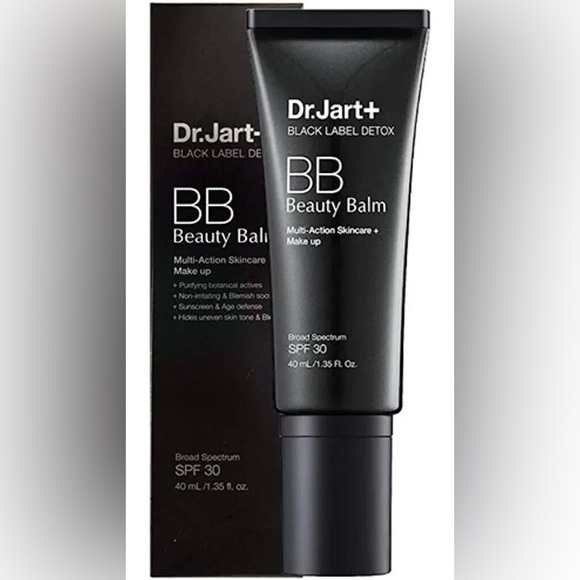 Dr.Jart
BLACK LABEL
BB
Beauty
Multi-Action Skincare
Make up
+ Purifying botanical actives
+ Non-irritating & Blemish
+ Sunscreen & Age defense
+ Hides uneven skin tone &
Broad Spectrum
SPF 30
40 mL /1.35 fl. oz.
Dr.Jart+
BLACK LABEL DETOX
BB
Beauty Balm
Multi-Action Skincare +
Make up
Broad Spectrum
SPF 30
40 mL/1.35 Fl. Oz.